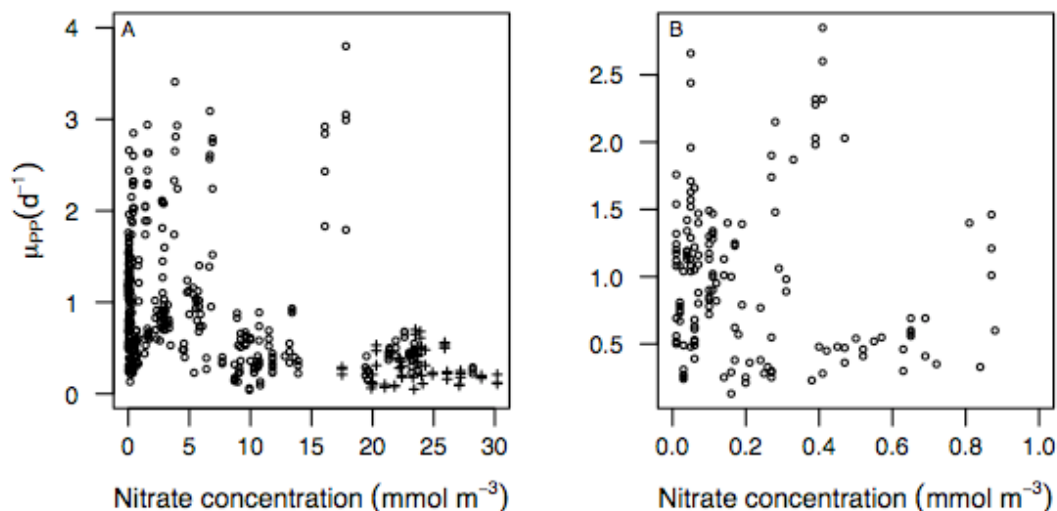 A
4
3
2
1
0
μPP(d⁻¹)
0 5 10 15 20 25 30
Nitrate concentration (mmol m⁻³)
B
2.5
2.0
1.5
1.0
0.5
0.0 0.2 0.4 0.6 0.8 1.0
Nitrate concentration (mmol m⁻³)